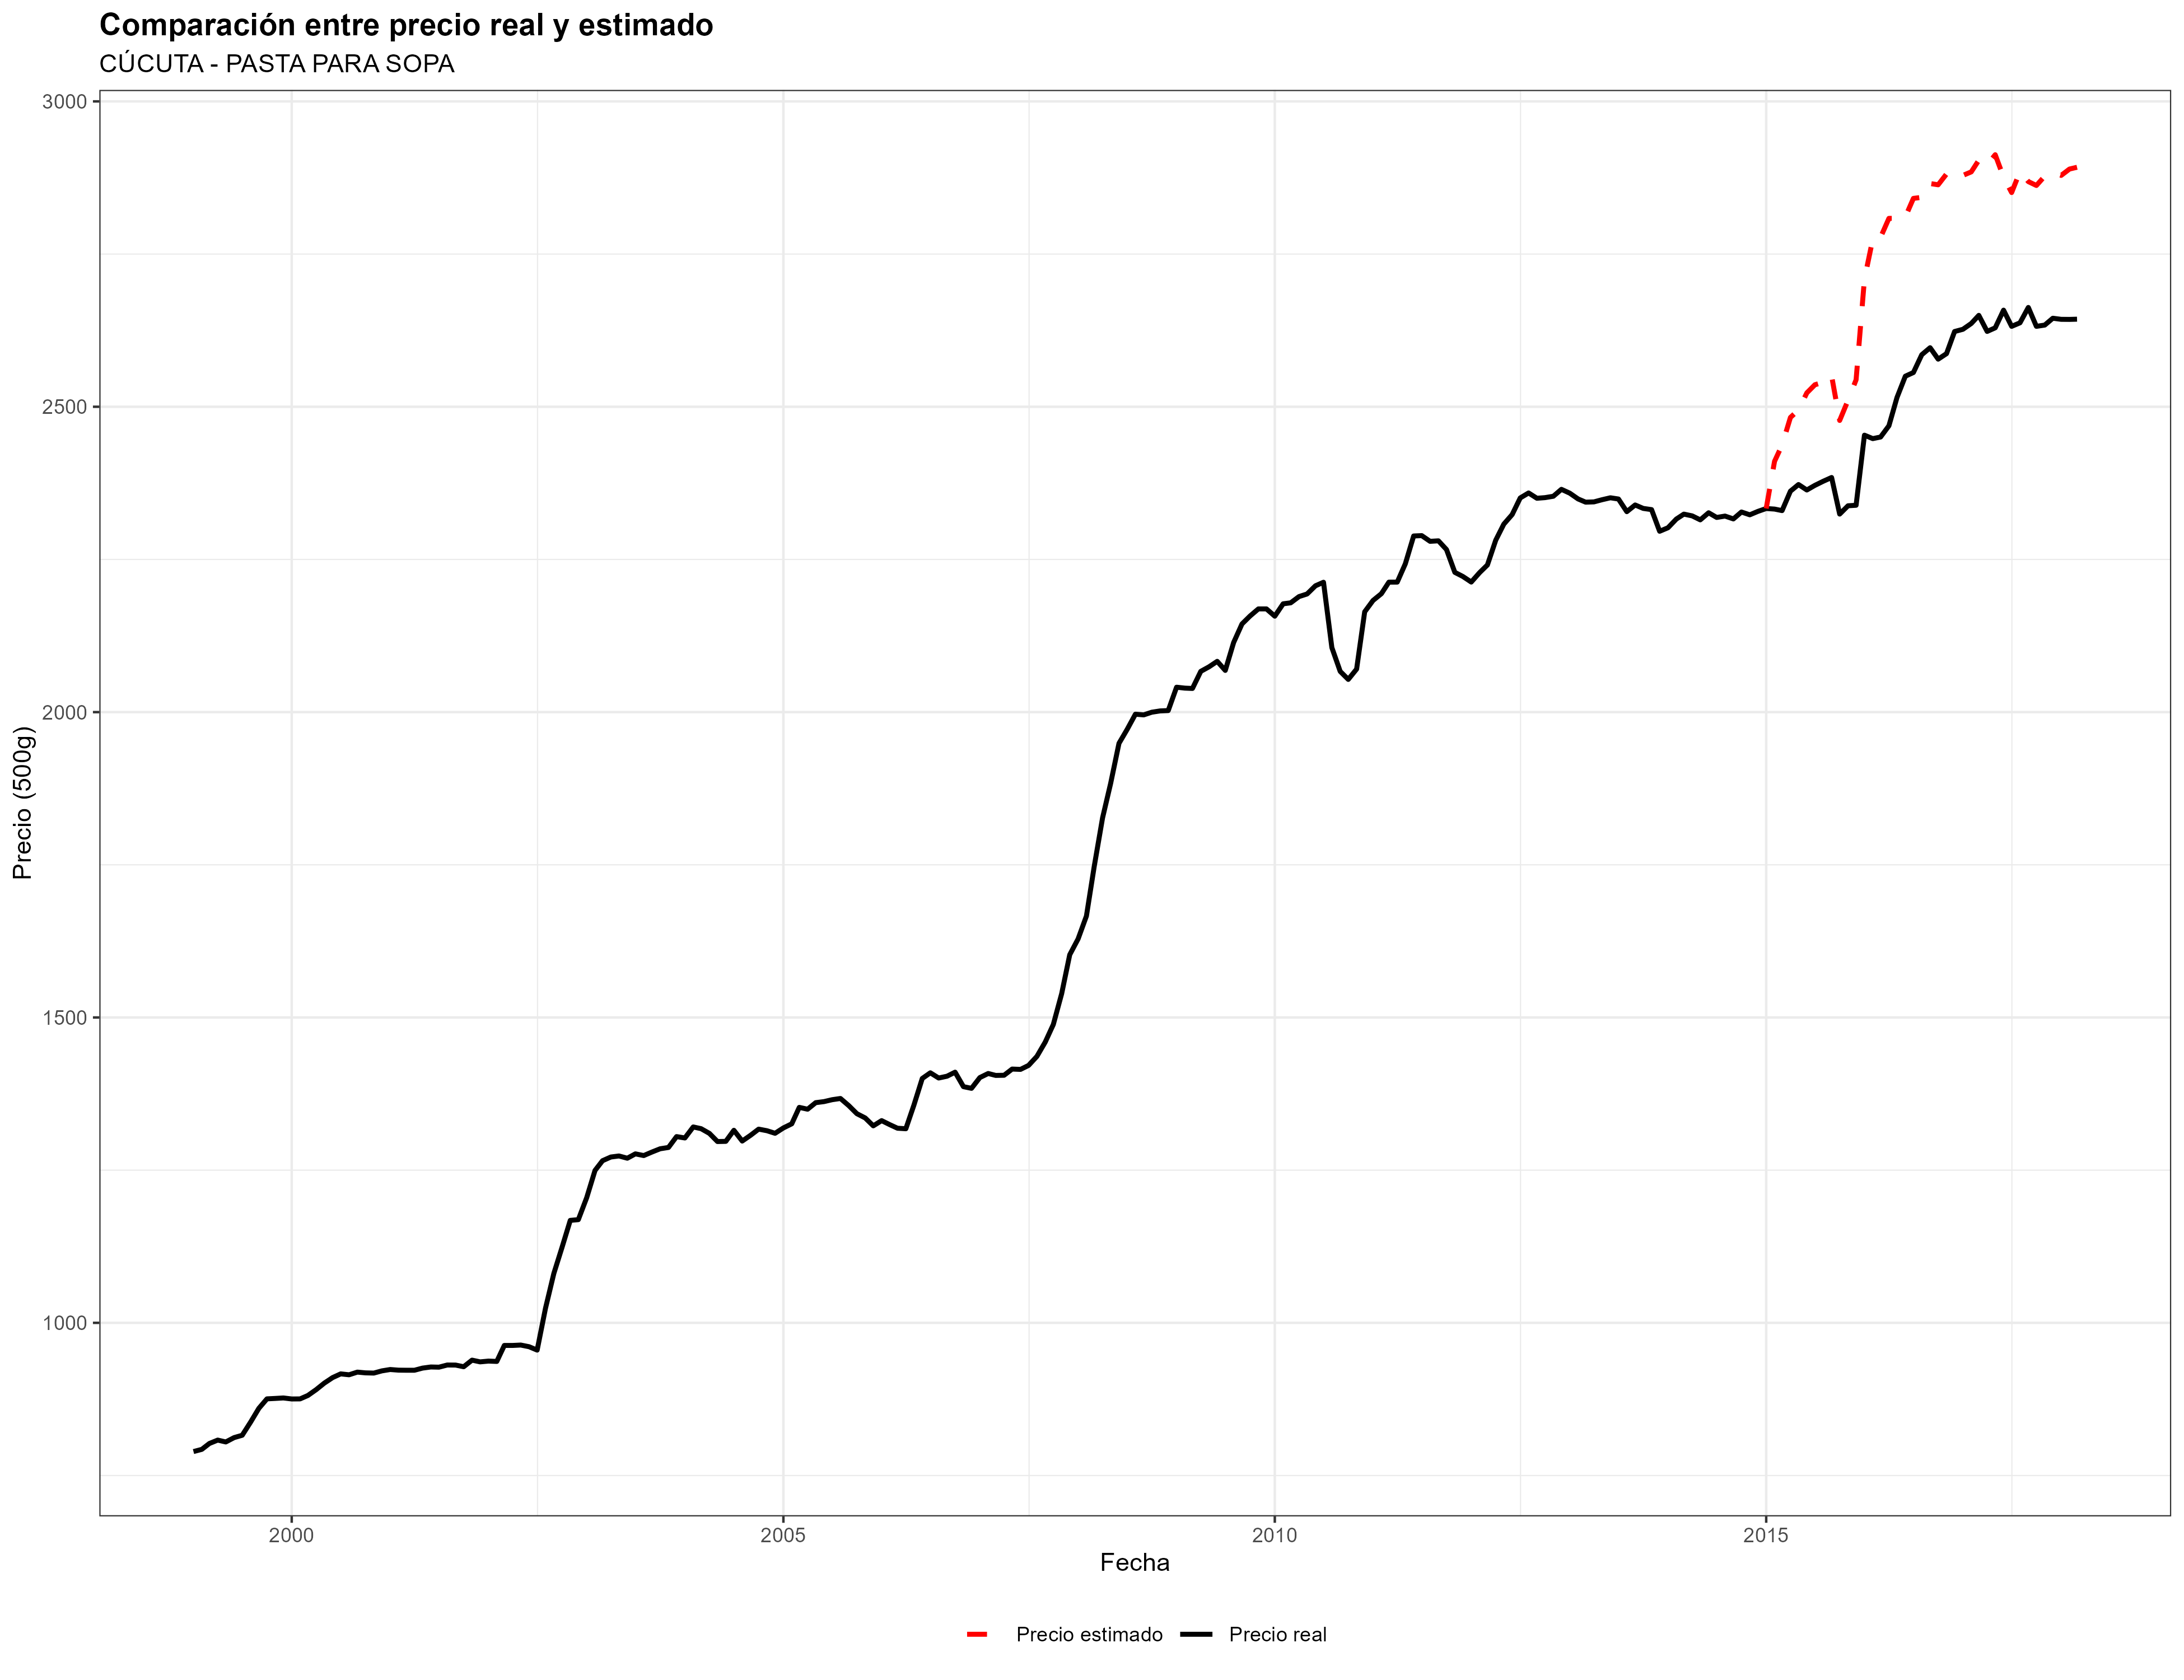 Comparación entre precio real y estimado
CÚCUTA - PASTA PARA SOPA
3000
2500
2000
1500
1000
Precio (500g)
2000 2005 2010 2015
Fecha
Precio estimado Precio real